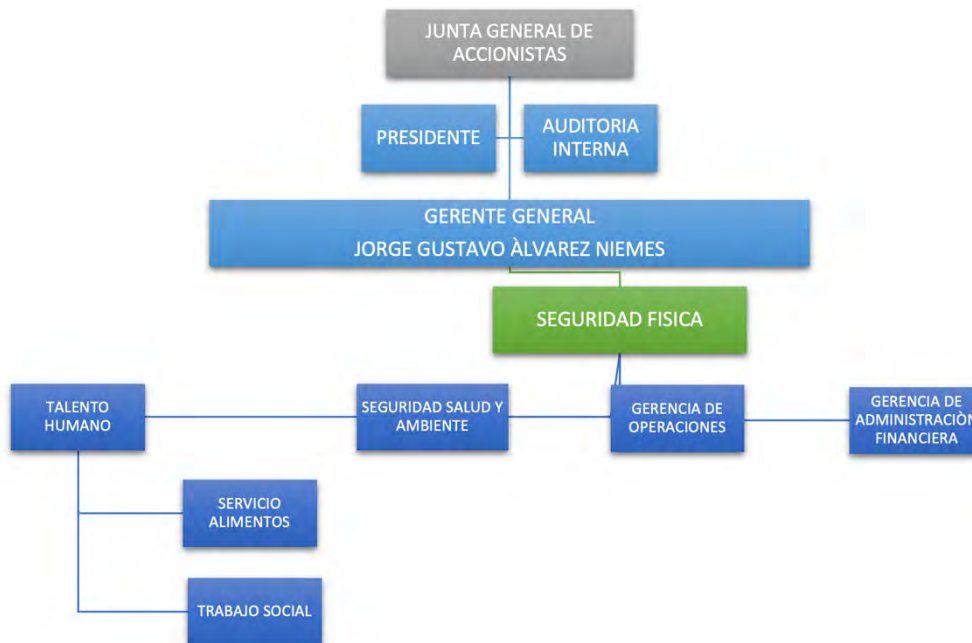 JUNTA GENERAL DE
ACCIONISTAS
PRESIDENTE
AUDITORIA
INTERNA
GERENTE GENERAL
JORGE GUSTAVO ÀLVAREZ NIEMES
SEGURIDAD FISICA
TALENTO
HUMANO
SEGURIDAD SALUD Y
AMBIENTE
GERENCIA DE
OPERACIONES
GERENCIA DE
ADMINISTRACIÒN
FINANCIERA
SERVICIO
ALIMENTOS
TRABAJO SOCIAL